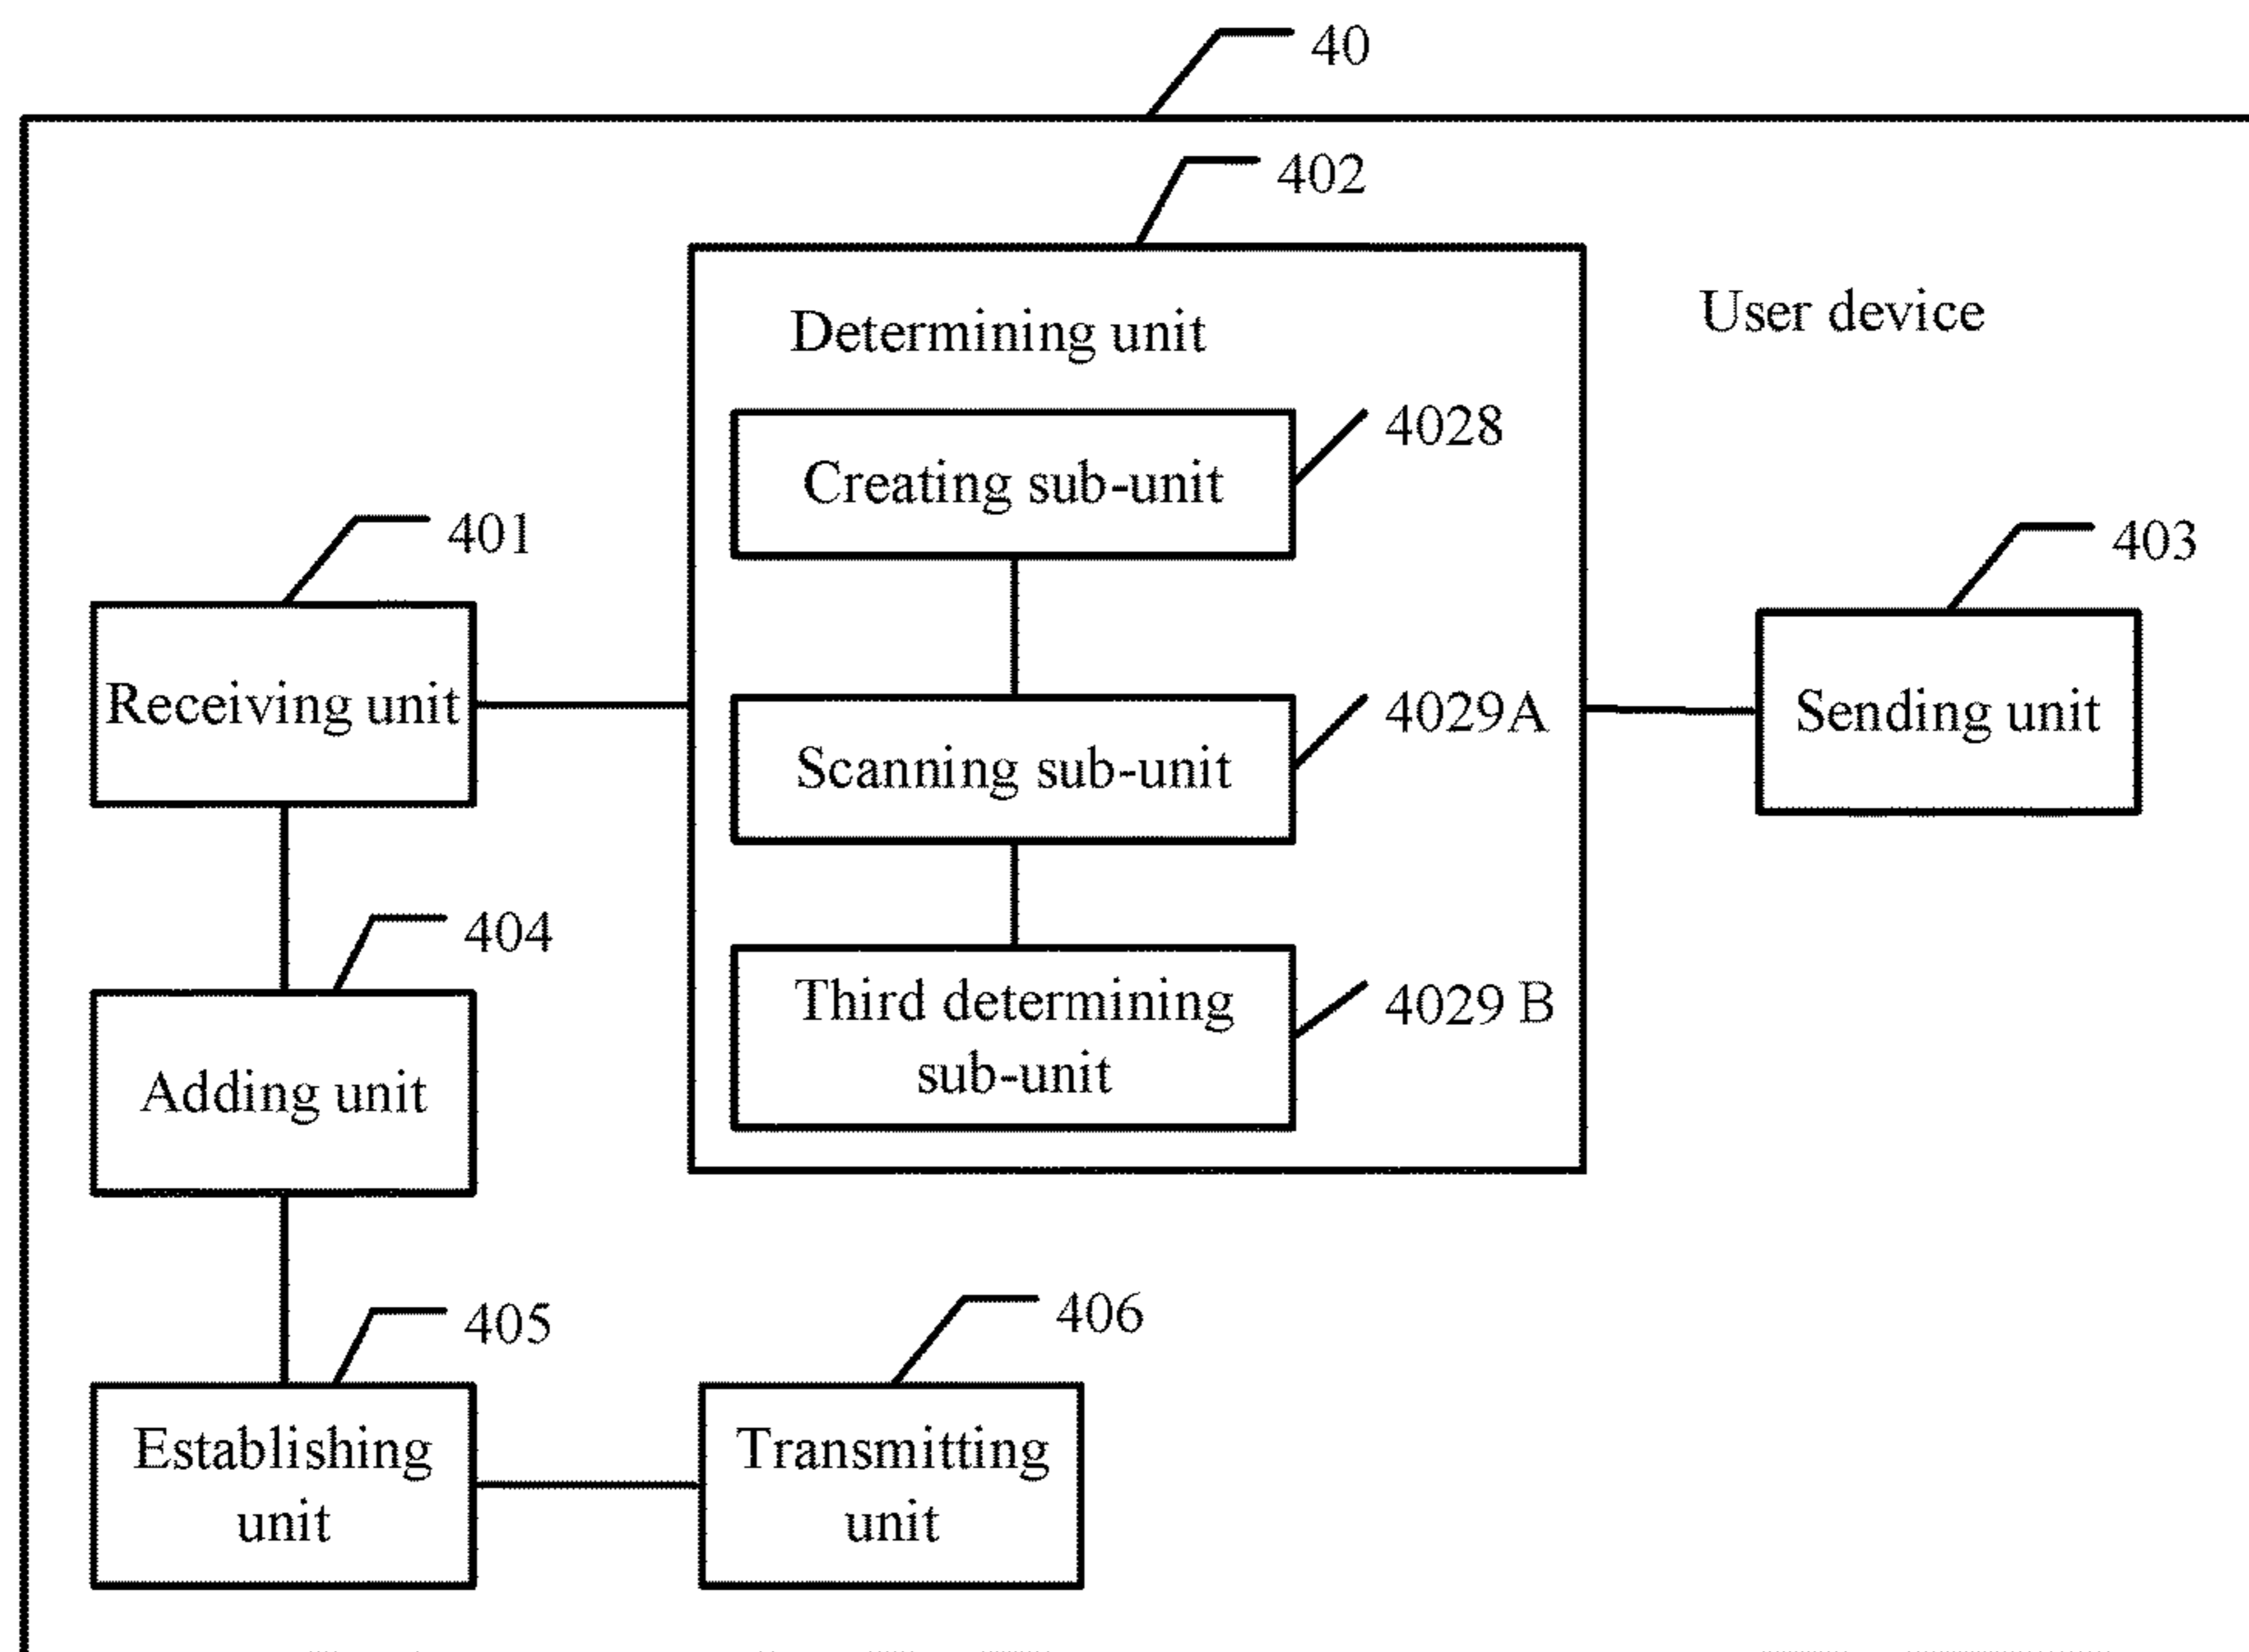 40
402
User device
Determining unit
4028
Creating sub-unit
401
403
Receiving unit
4029A
Scanning sub-unit
Sending unit
404
4029 B
Third determining
sub-unit
Adding unit
405
406
Establishing
unit
Transmitting
unit